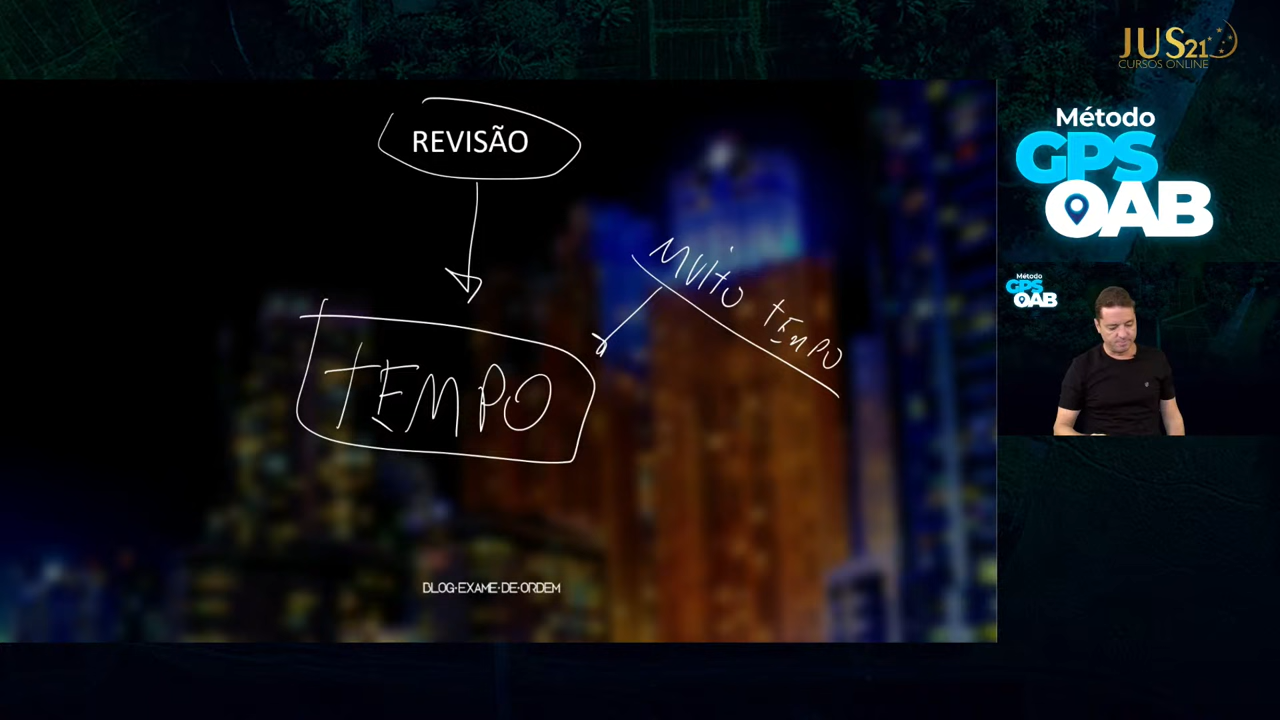 JUS21
CURSOS ONLINE
Método
GPS
OAB
REVISÃO
MUITO TEMPO
TEMPO
Método
GPS
OAB
BLOG·EXAME·DE·ORDEM